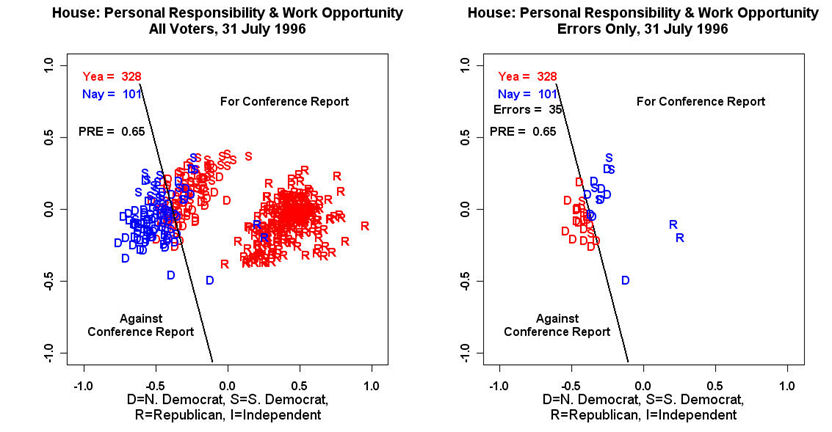 House: Personal Responsibility & Work Opportunity
All Voters, 31 July 1996
Yea = 328
Nay = 101
PRE = 0.65
For Conference Report
Against
Conference Report
1.0
0.5
0.0
-0.5
-1.0
-1.0 -0.5 0.0 0.5 1.0
D=N. Democrat, S=S. Democrat,
R=Republican, I=Independent
House: Personal Responsibility & Work Opportunity
Errors Only, 31 July 1996
Yea = 328
Nay = 101
Errors = 35
PRE = 0.65
For Conference Report
Against
Conference Report
1.0
0.5
0.0
-0.5
-1.0
-1.0 -0.5 0.0 0.5 1.0
D=N. Democrat, S=S. Democrat,
R=Republican, I=Independent